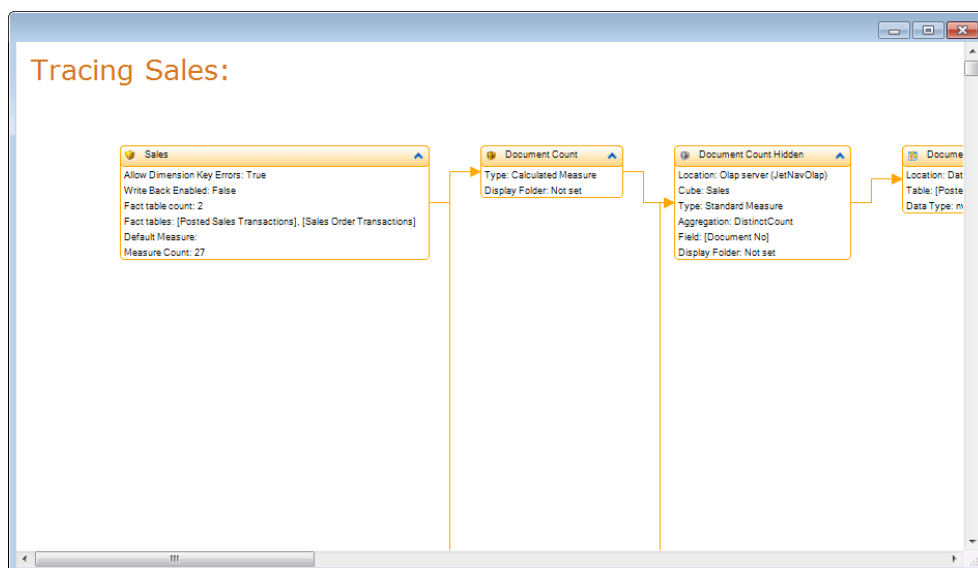 Tracing Sales:
Sales
Allow Dimension Key Errors: True
Write Back Enabled: False
Fact table count: 2
Fact tables: [Posted Sales Transactions], [Sales Order Transactions]
Default Measure:
Measure Count: 27
Document Count
Type: Calculated Measure
Display Folder: Not set
Document Count Hidden
Location: Olap server (JetNavOlap)
Cube: Sales
Type: Standard Measure
Aggregation: DistinctCount
Field: [Document No]
Display Folder: Not set
Docume
Location: Dat
Table: [Poste
Data Type: nv